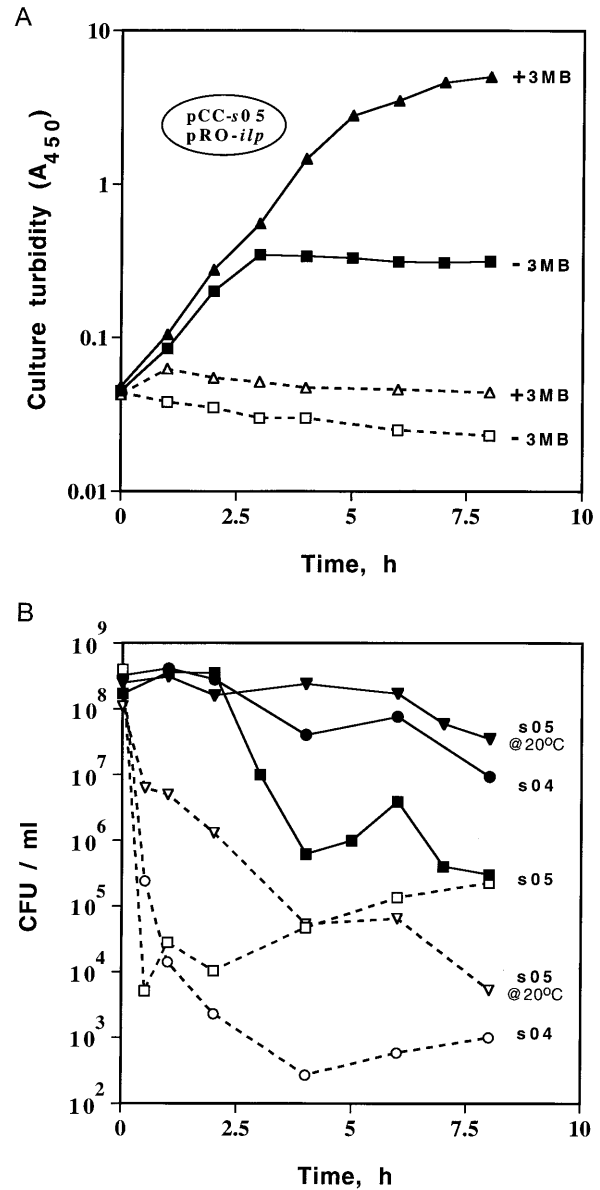 A
10
1
0.1
0.01
Culture turbidity (A450)
pCC-s05
pRO-ilp
+3MB
- 3MB
+3MB
- 3MB
0 2.5 5 7.5 10
Time, h
B
10^9
10^8
10^7
10^6
10^5
10^4
10^3
10^2
CFU / ml
s05
@20°C
s04
s05
s05
@20°C
s04
0 2.5 5 7.5 10
Time, h